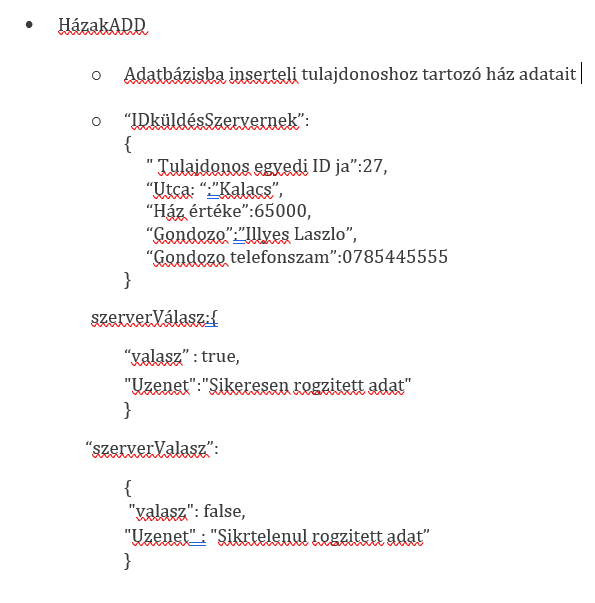 • HázakADD
o Adatbázisba inserteli tulajdonoshoz tartozó ház adatait
o “IDküldésSzervernek”:
{
" Tulajdonos egyedi ID ja”:27,
“Utca: “:”Kalacs”,
“Ház értéke”:65000,
“Gondozo”:”Illyes Laszlo”,
“Gondozo telefonszam”:0785445555
}
szerverVálasz:{
“valasz” : true,
"Uzenet":"Sikeresen rogzitett adat"
}
“szerverValasz”:
{
"valasz": false,
"Uzenet" : "Sikrtelenul rogzitett adat”
}